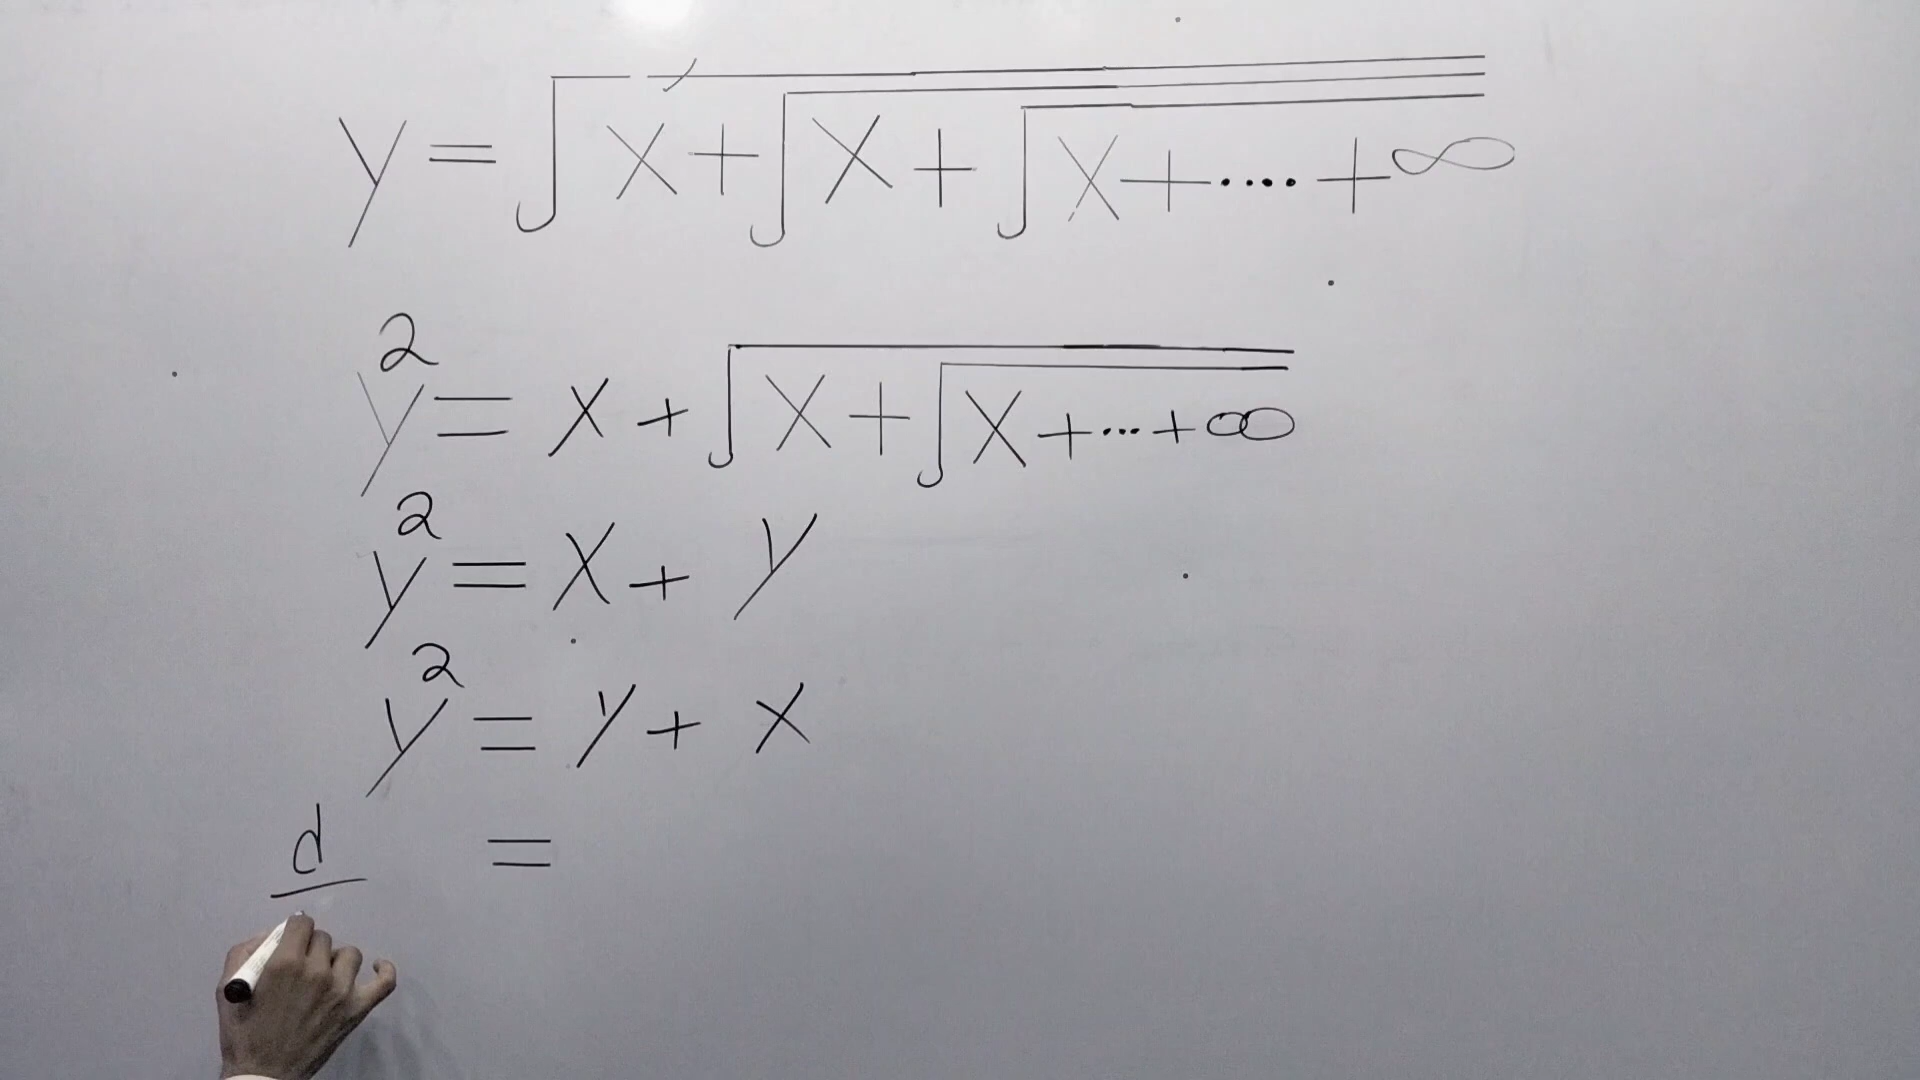 y = √(x + √(x + √(x + .... + ∞)))
y² = x + √(x + √(x + ... + ∞))
y² = x + y
y² = y + x
d =